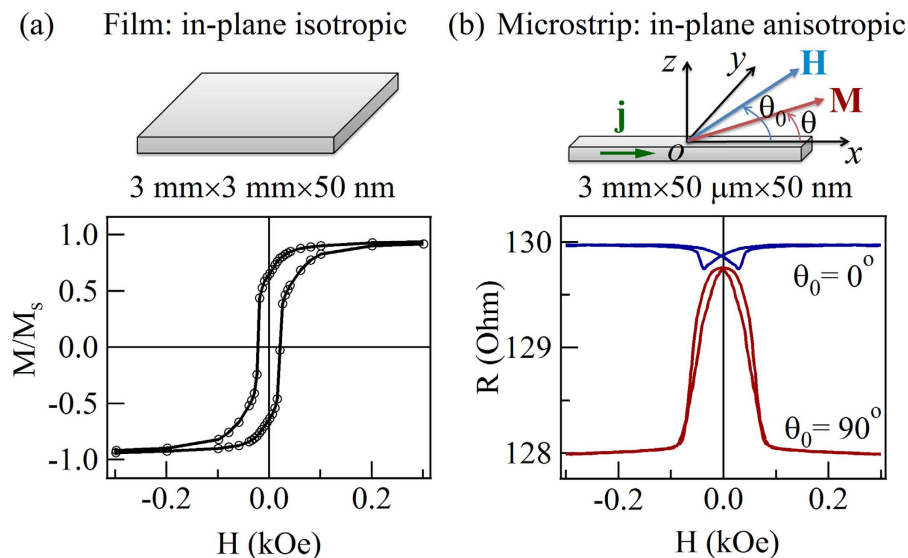 (a) Film: in-plane isotropic
3 mm×3 mm×50 nm
1.0
0.5
0.0
-0.5
-1.0
M/Ms
-0.2 0.0 0.2
H (kOe)
(b) Microstrip: in-plane anisotropic
z y H
M
j θ0 θ
o x
3 mm×50 μm×50 nm
130
129
128
R (Ohm)
θ0= 0°
θ0= 90°
-0.2 0.0 0.2
H (kOe)